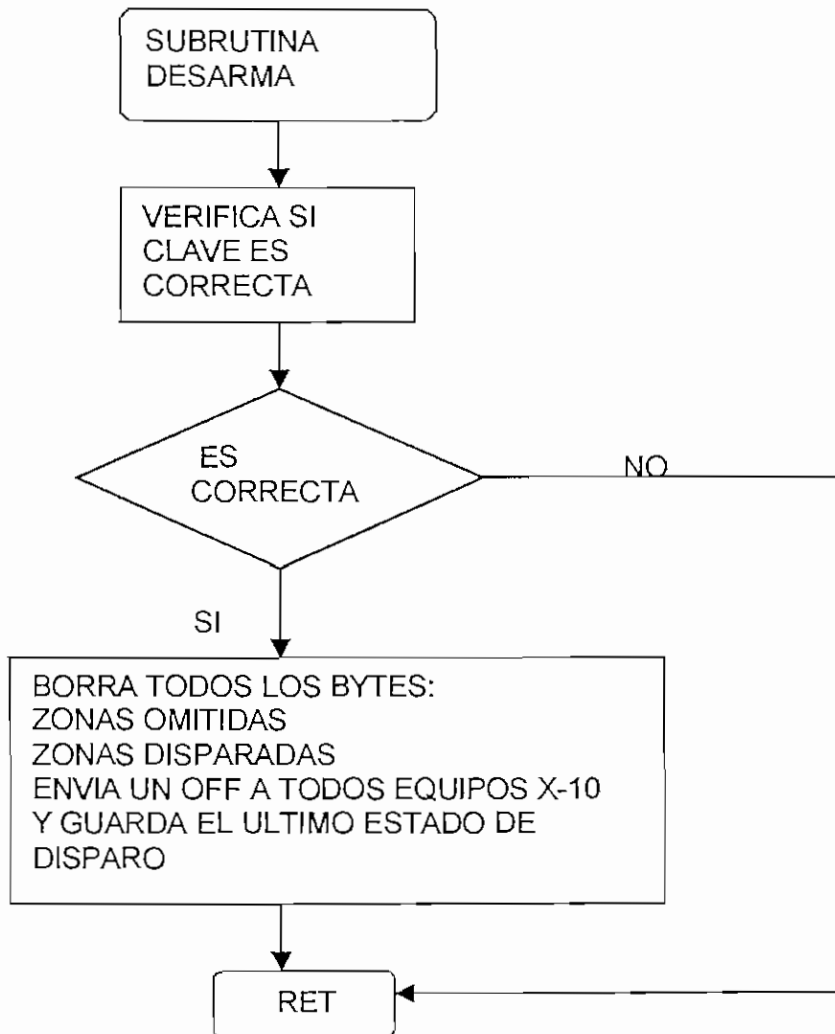 SUBRUTINA
DESARMA
VERIFICA SI
CLAVE ES
CORRECTA
ES
CORRECTA
NO
SI
BORRA TODOS LOS BYTES:
ZONAS OMITIDAS
ZONAS DISPARADAS
ENVIA UN OFF A TODOS EQUIPOS X-10
Y GUARDA EL ULTIMO ESTADO DE
DISPARO
RET